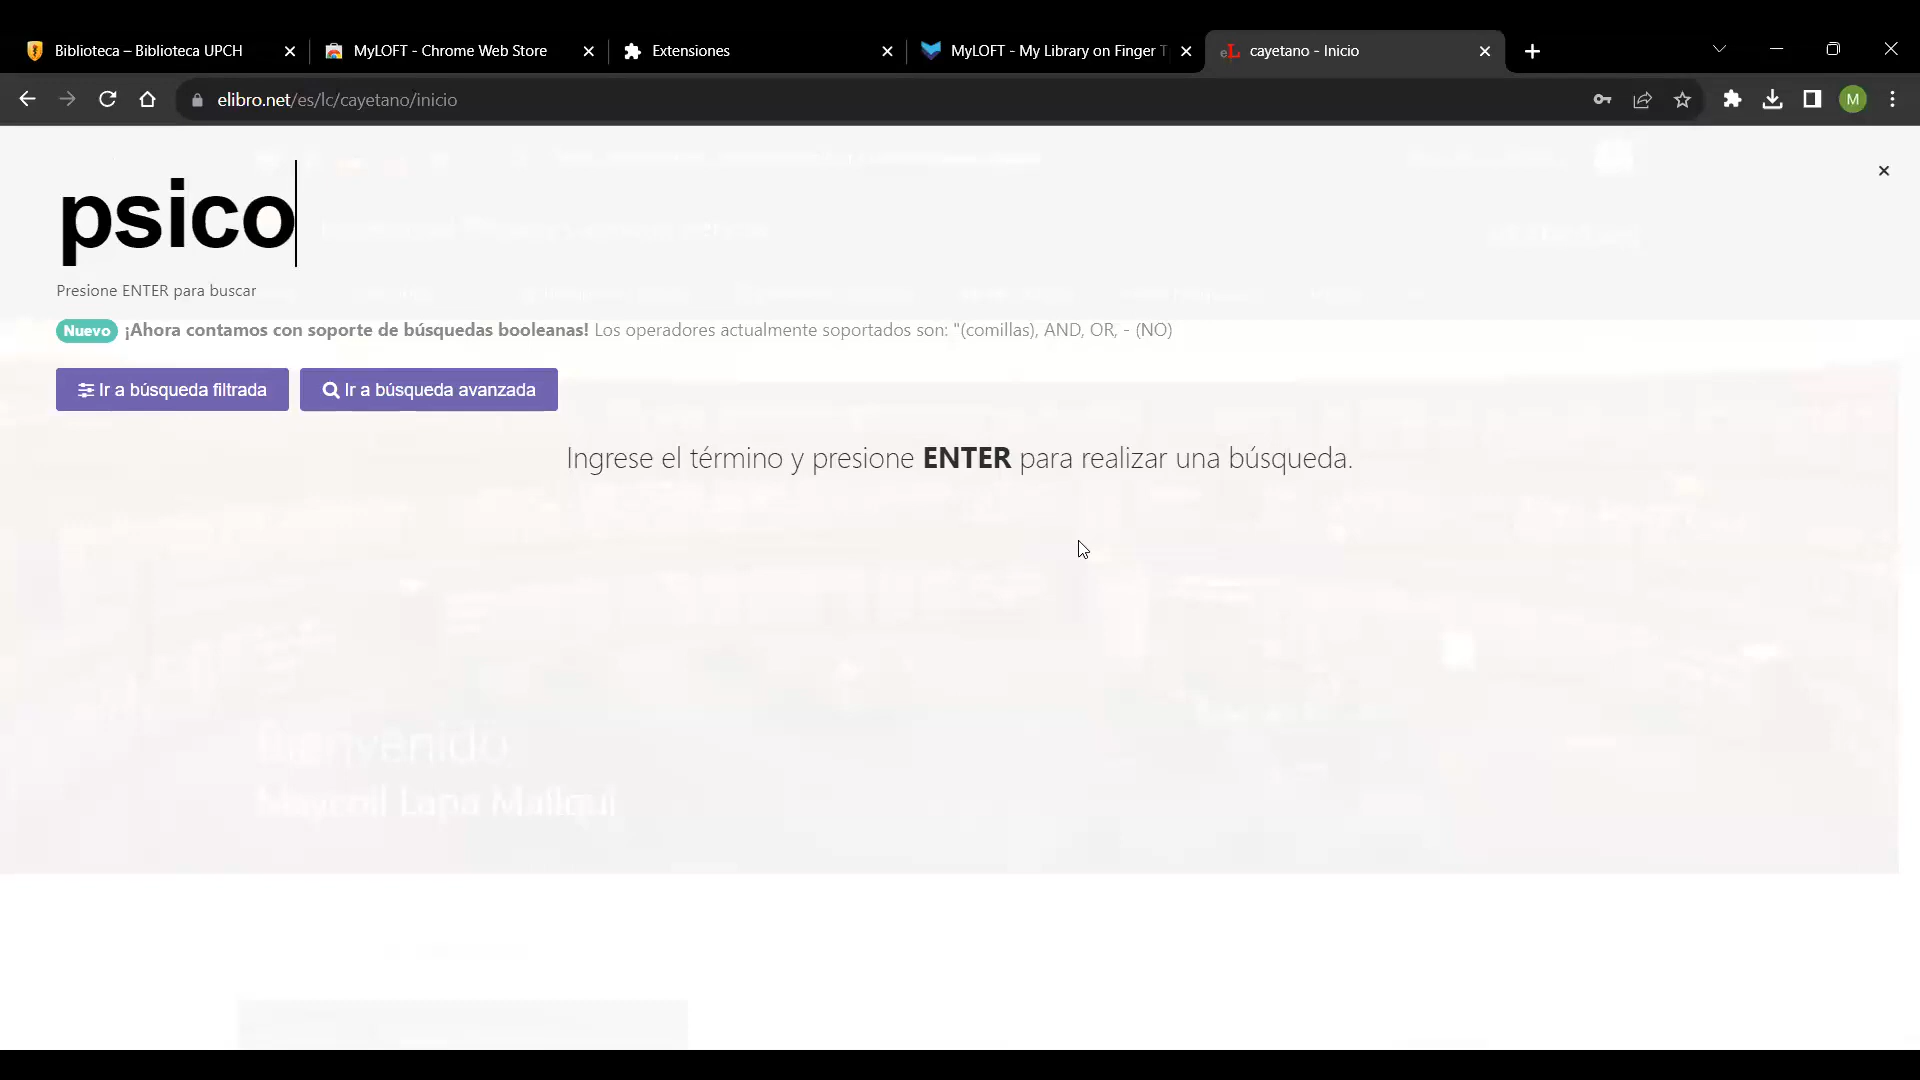 Biblioteca – Biblioteca UPCH
MyLOFT - Chrome Web Store
Extensiones
MyLOFT - My Library on Finger T
eL cayetano - Inicio
elibro.net/es/lc/cayetano/inicio
M
psico
Presione ENTER para buscar
Nuevo ¡Ahora contamos con soporte de búsquedas booleanas! Los operadores actualmente soportados son: "(comillas), AND, OR, - (NO)
Ir a búsqueda filtrada
Ir a búsqueda avanzada
Ingrese el término y presione ENTER para realizar una búsqueda.
Bienvenido,